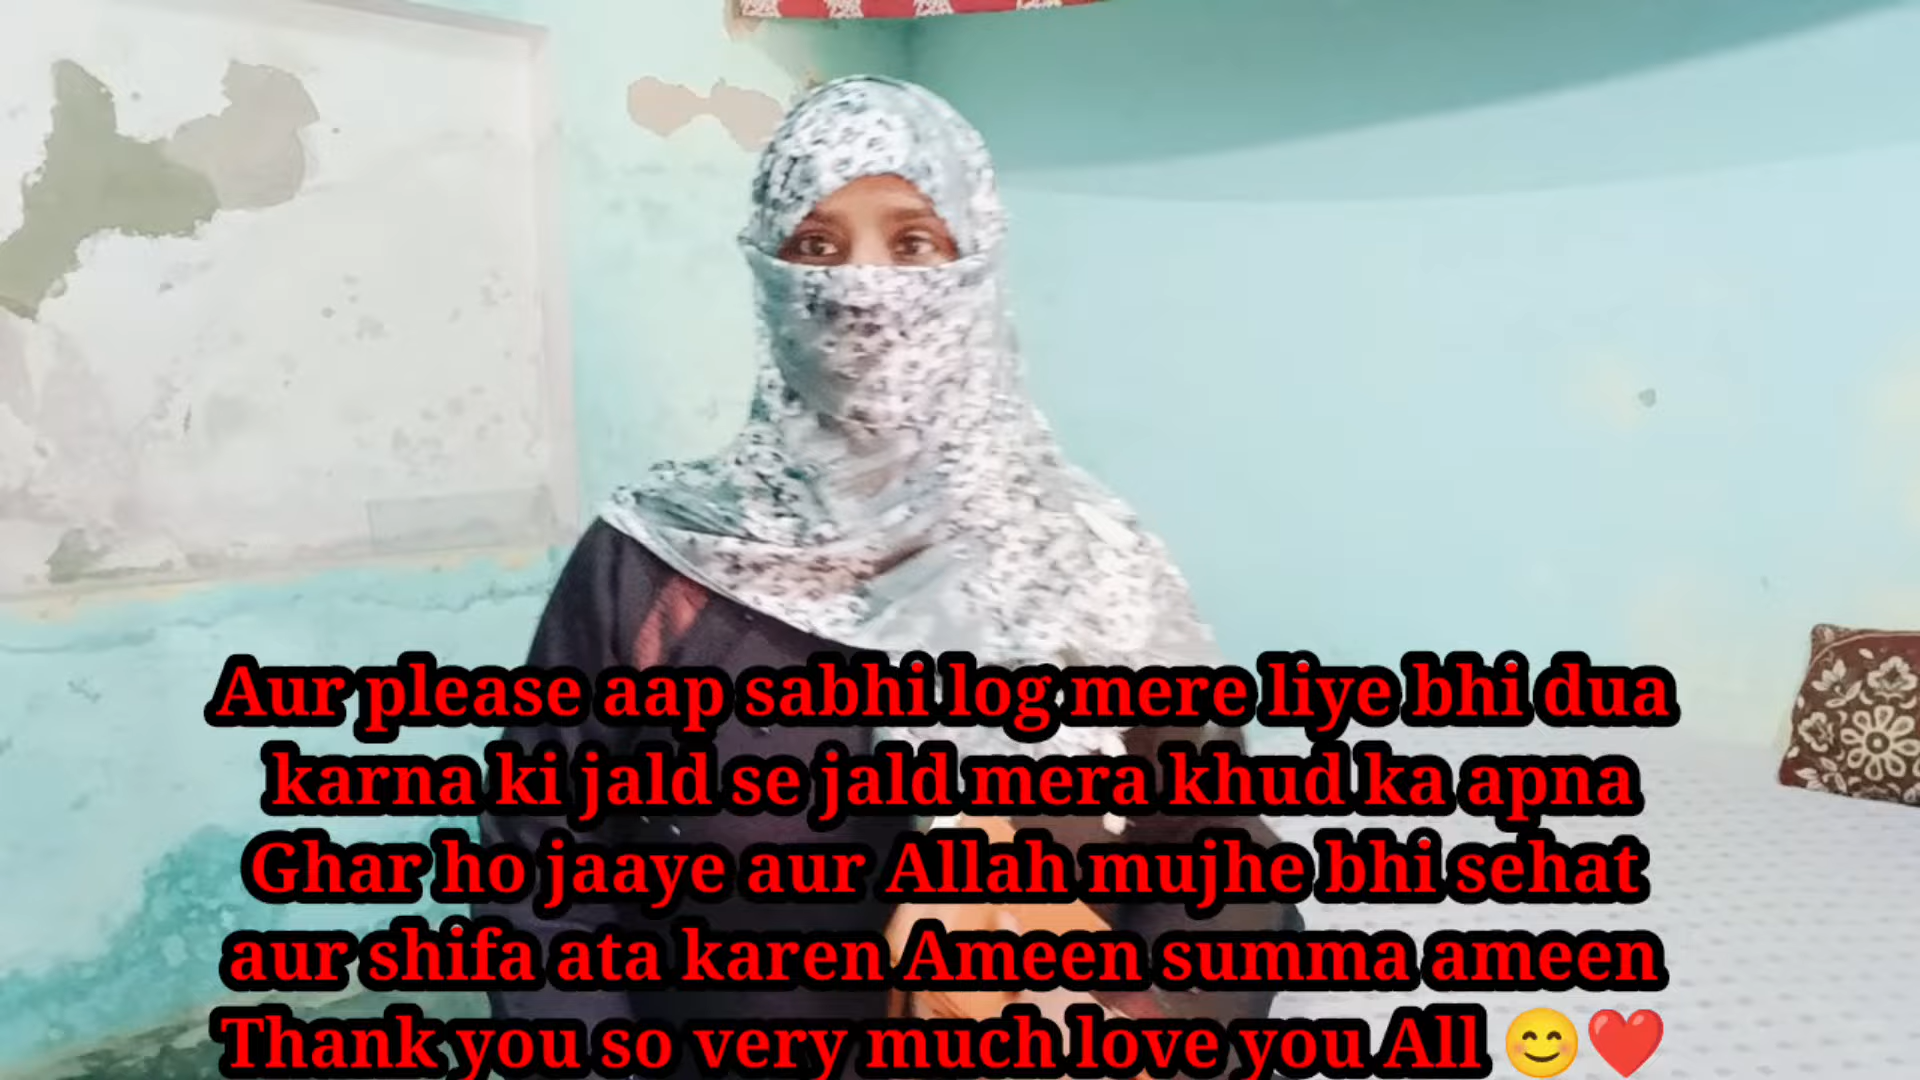 Aur please aap sabhi log mere liye bhi dua
karna ki jald se jald mera khud ka apna
Ghar ho jaaye aur Allah mujhe bhi sehat
aur shifa ata karen Ameen summa ameen
Thank you so very much love you All 😊❤️